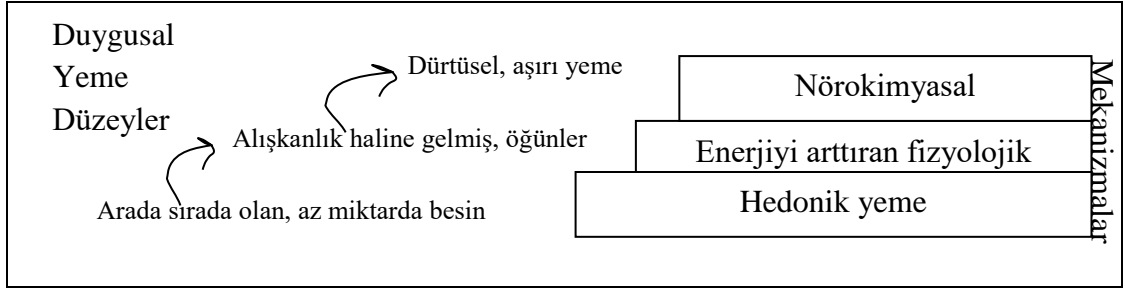 Duygusal
Yeme
Düzeyler
Dürtüsel, aşırı yeme
Alışkanlık haline gelmiş, öğünler
Arada sırada olan, az miktarda besin
Nörokimyasal
Enerjiyi arttıran fizyolojik
Hedonik yeme
Mekanizmalar